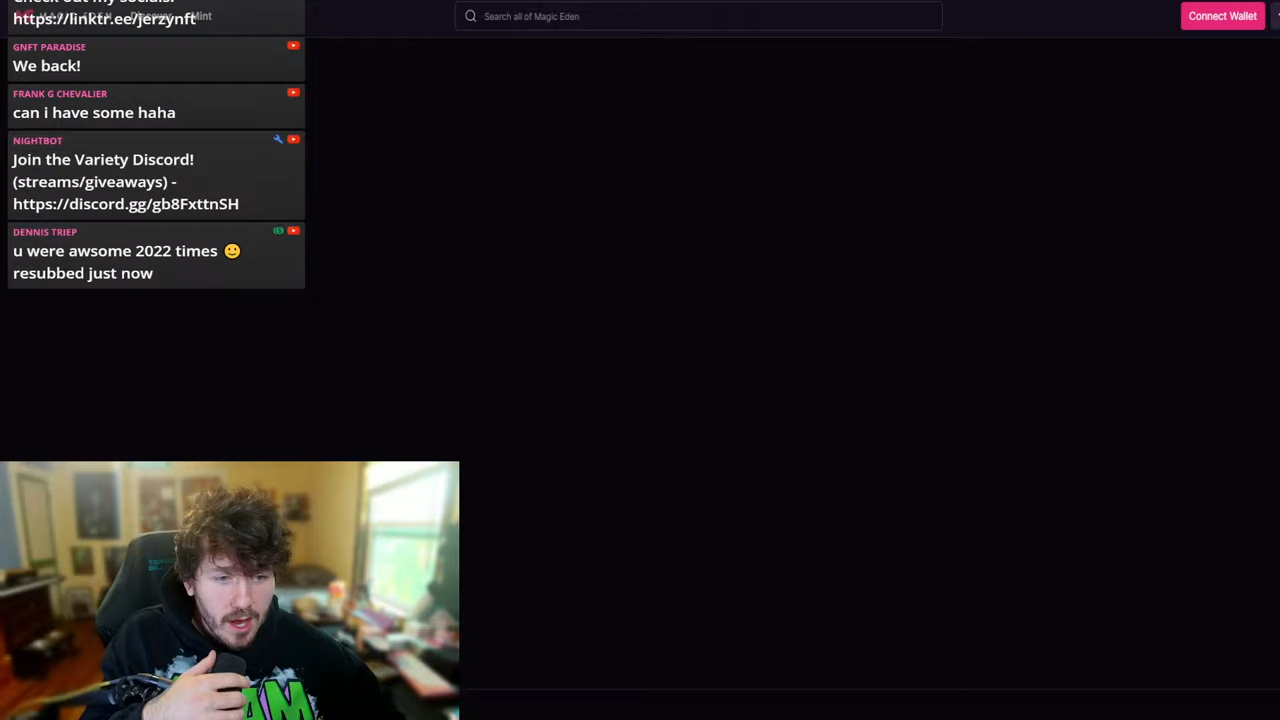 https://linktr.ee/jerzynft
Mint
Search all of Magic Eden
Connect Wallet
GNFT PARADISE
We back!
FRANK G CHEVALIER
can i have some haha
NIGHTBOT
Join the Variety Discord!
(streams/giveaways) -
https://discord.gg/gb8FxttnSH
DENNIS TRIEP
u were awsome 2022 times 🙂
resubbed just now
AM